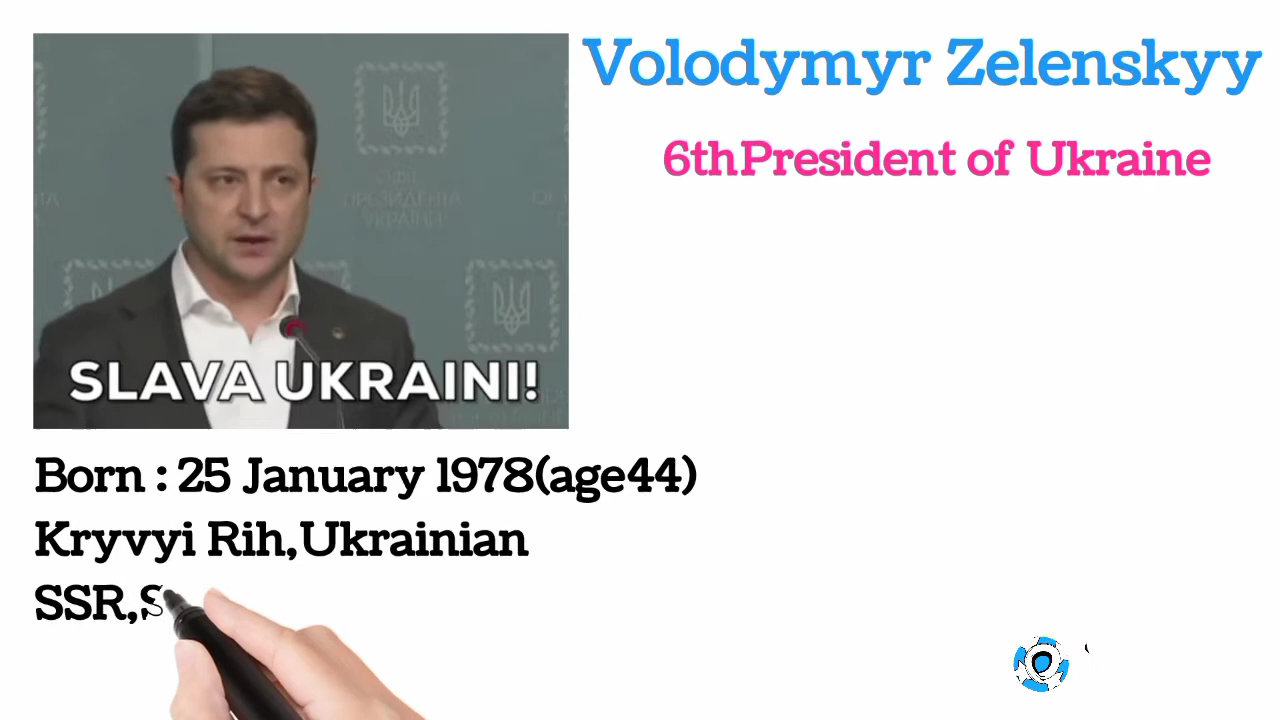 Volodymyr Zelenskyy
6thPresident of Ukraine
SLAVA UKRAINI!
Born : 25 January 1978(age44)
Kryvyi Rih,Ukrainian
SSR,S